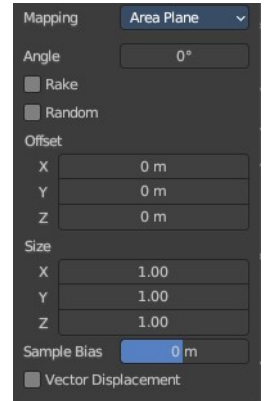 Mapping Area Plane
Angle 0°
Rake
Random
Offset
X 0 m
Y 0 m
Z 0 m
Size
X 1.00
Y 1.00
Z 1.00
Sample Bias 0 m
Vector Displacement